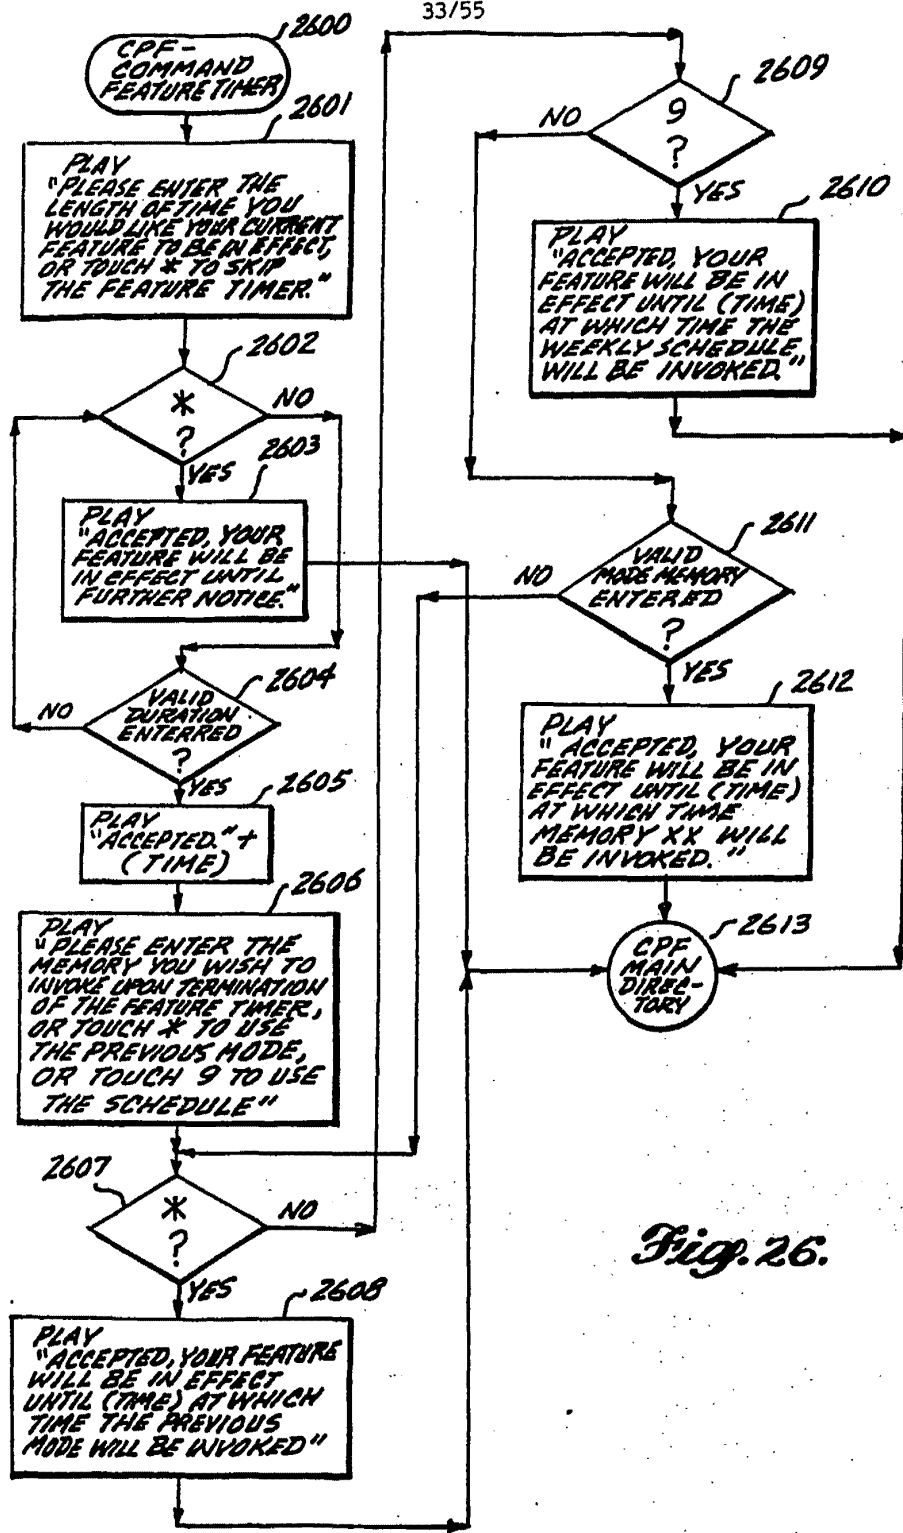 33/55
2600
CPF-
COMMAND
FEATURE TIMER
2601
PLAY
"PLEASE ENTER THE
LENGTH OF TIME YOU
WOULD LIKE YOUR CURRENT
FEATURE TO BE IN EFFECT,
OR TOUCH * TO SKIP
THE FEATURE TIMER."
2602
*
?
NO
YES
2603
PLAY
"ACCEPTED, YOUR
FEATURE WILL BE
IN EFFECT UNTIL
FURTHER NOTICE."
2604
VALID
DURATION
ENTERRED
?
NO
YES
2605
PLAY
"ACCEPTED."+
(TIME)
2606
PLAY
"PLEASE ENTER THE
MEMORY YOU WISH TO
INVOKE UPON TERMINATION
OF THE FEATURE TIMER,
OR TOUCH * TO USE
THE PREVIOUS MODE,
OR TOUCH 9 TO USE
THE SCHEDULE"
2607
*
?
NO
YES
2608
PLAY
"ACCEPTED, YOUR FEATURE
WILL BE IN EFFECT
UNTIL (TIME) AT WHICH
TIME THE PREVIOUS
MODE WILL BE INVOKED"
2609
9
?
NO
YES
2610
PLAY
"ACCEPTED, YOUR
FEATURE WILL BE IN
EFFECT UNTIL (TIME)
AT WHICH TIME THE
WEEKLY SCHEDULE
WILL BE INVOKED."
2611
VALID
MODE MEMORY
ENTERED
?
NO
YES
2612
PLAY
"ACCEPTED, YOUR
FEATURE WILL BE IN
EFFECT UNTIL (TIME)
AT WHICH TIME
MEMORY XX WILL
BE INVOKED."
2613
CPF
MAIN
DIREC-
TORY
Fig. 26.